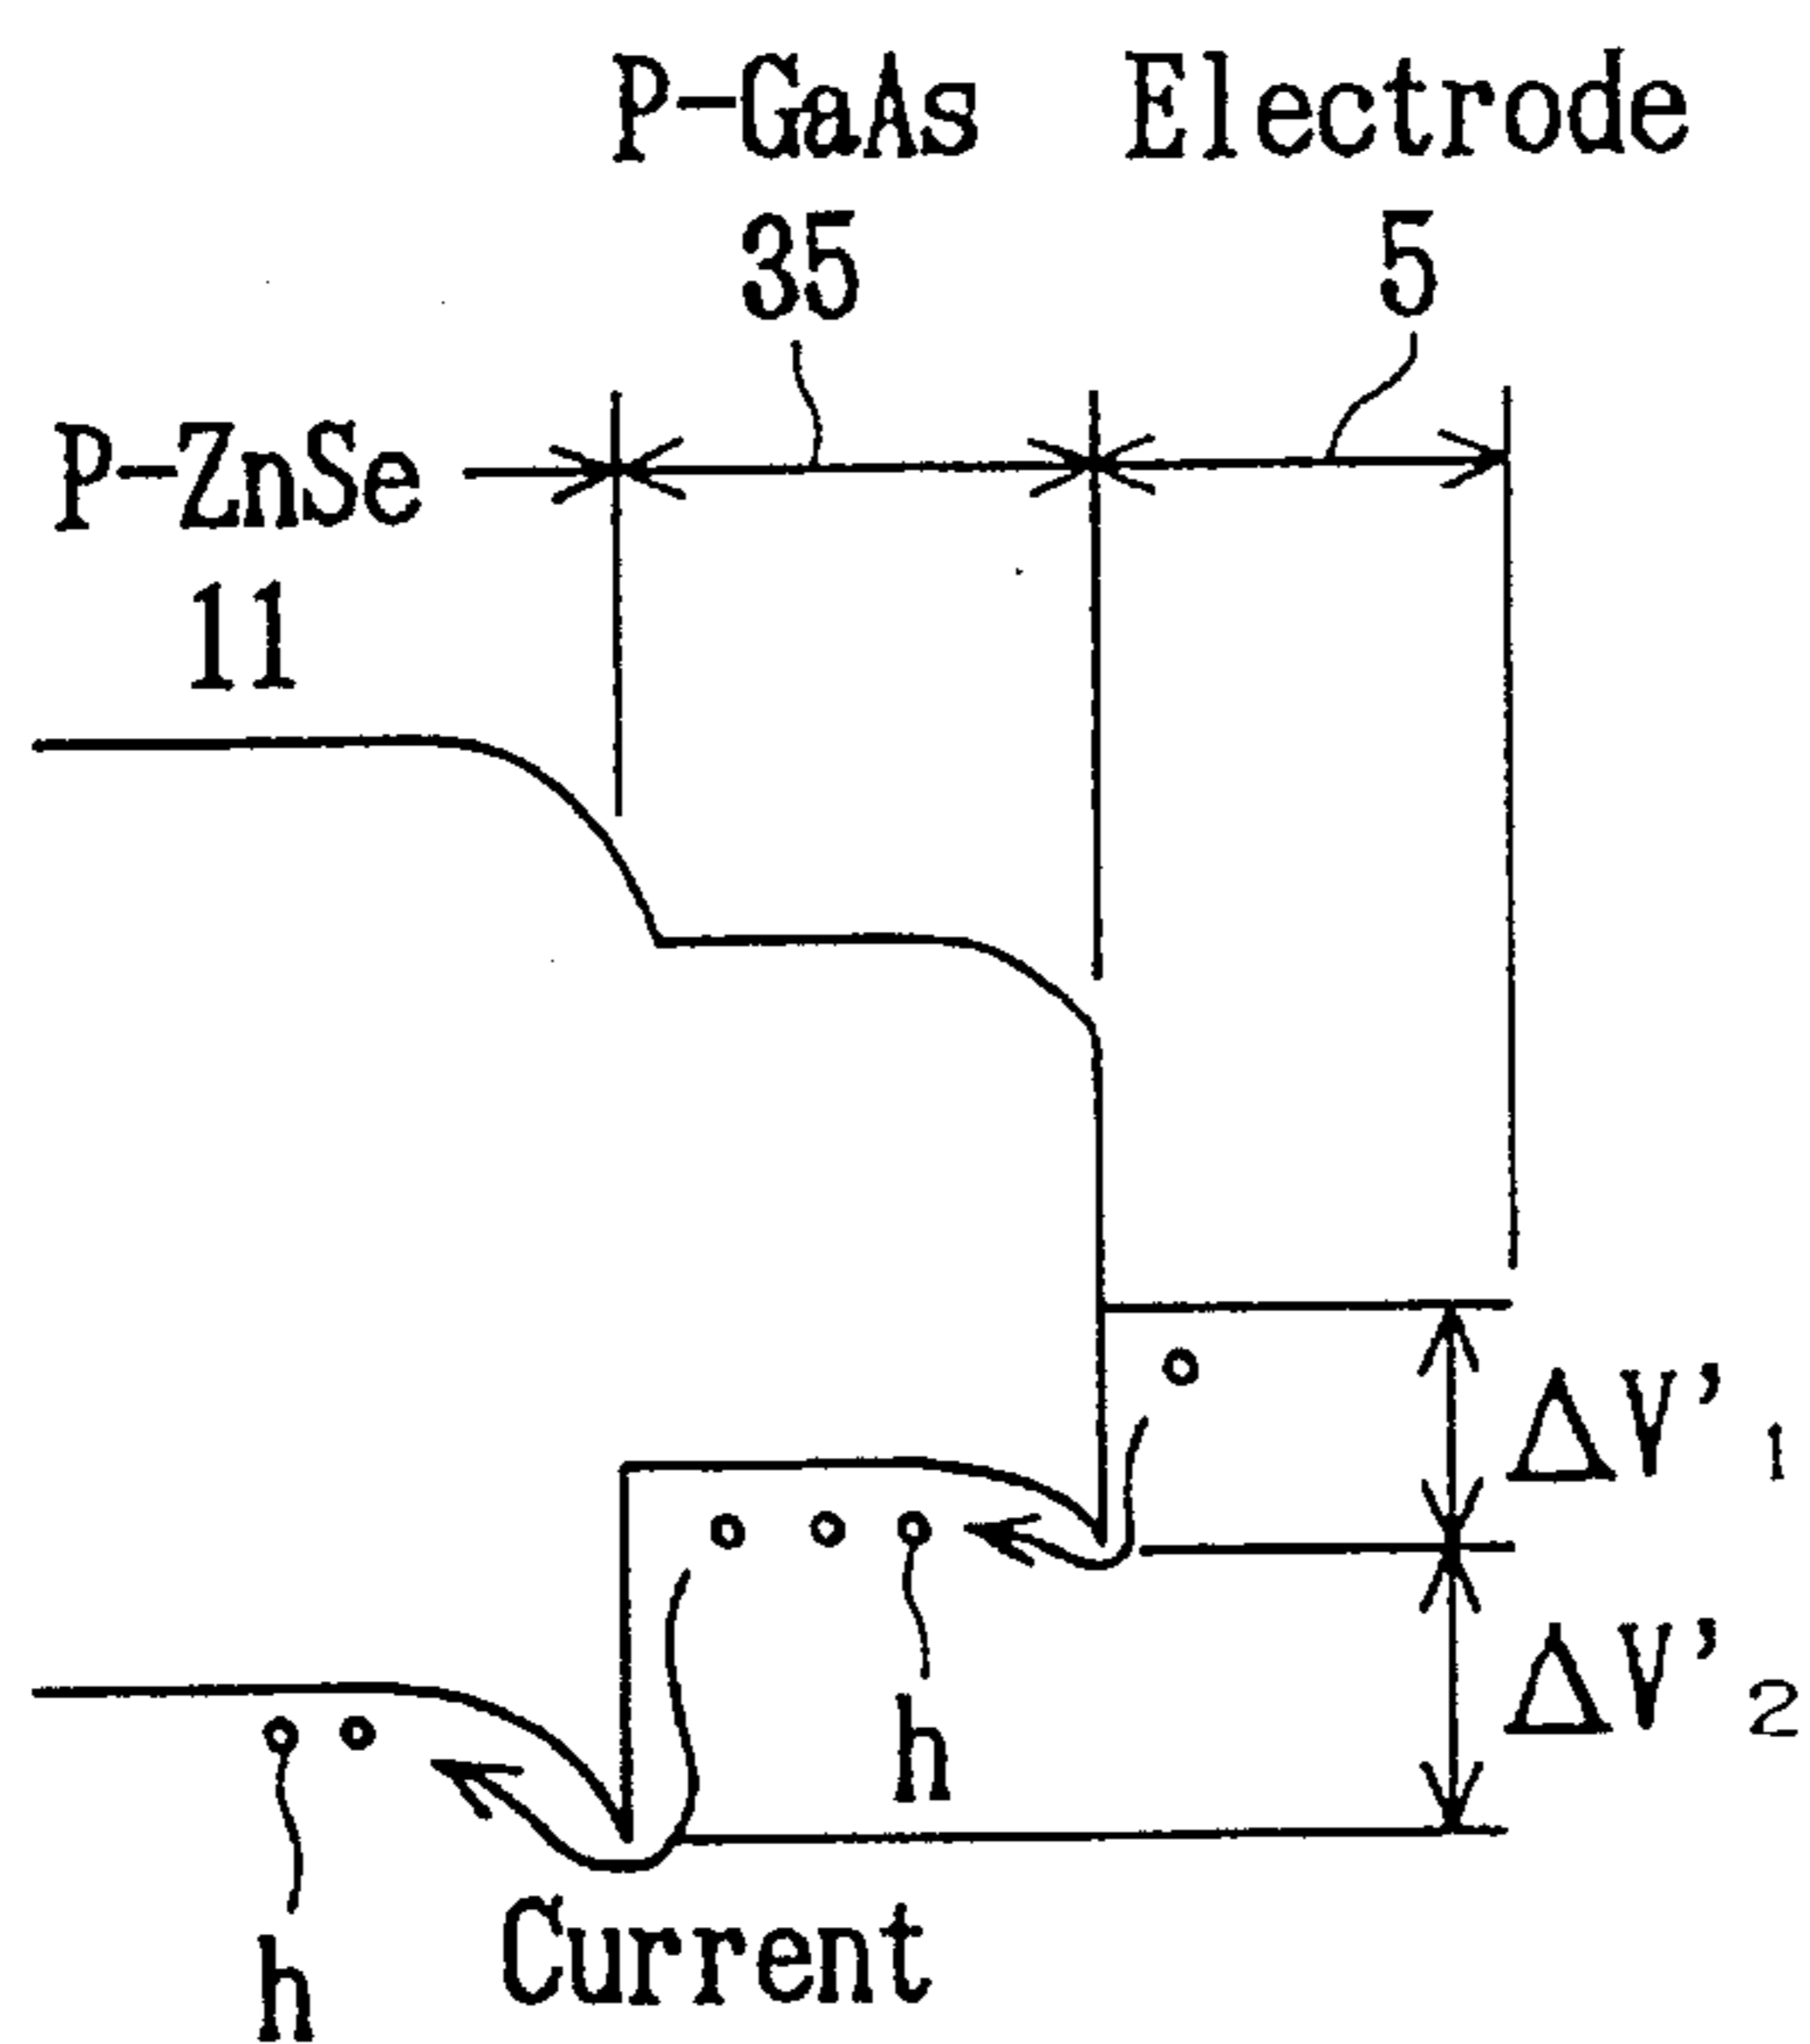 P-GaAs Electrode
35 5
P-ZnSe
11
ΔV'1
ΔV'2
h
h
Current